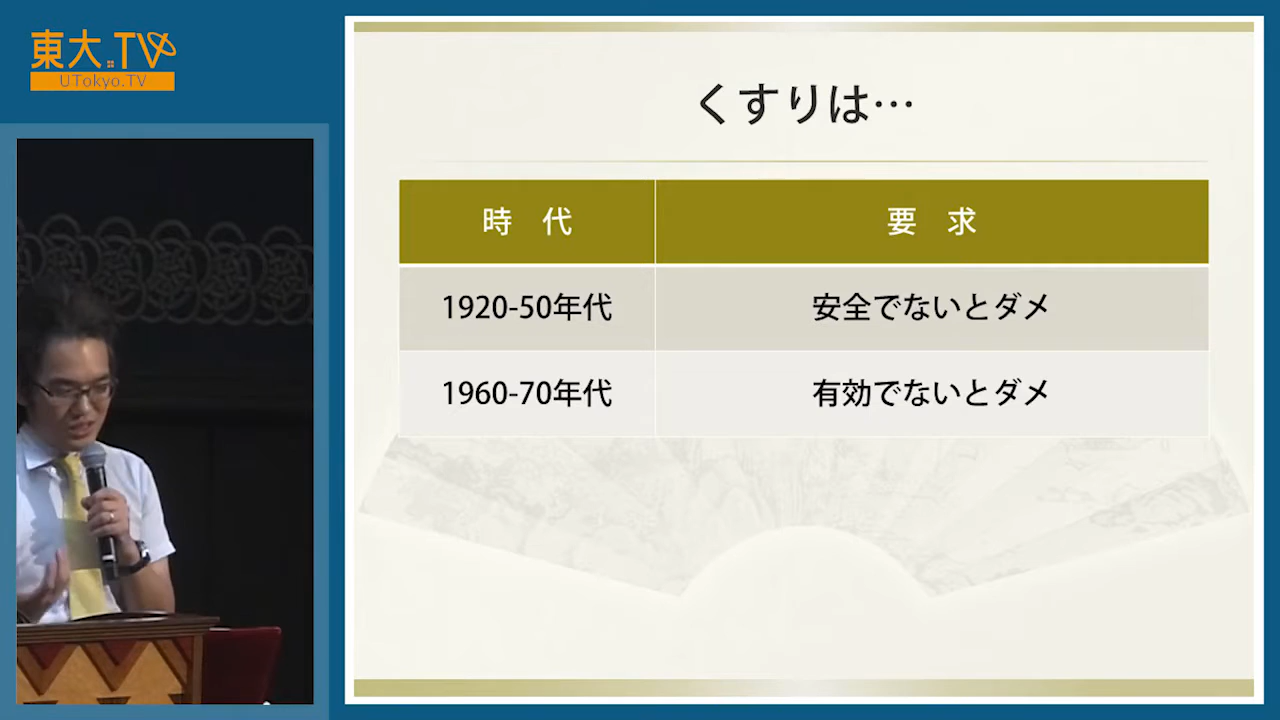 東大.TV
UTokyo.TV
くすりは…
時　代
要　求
1920-50年代
安全でないとダメ
1960-70年代
有効でないとダメ